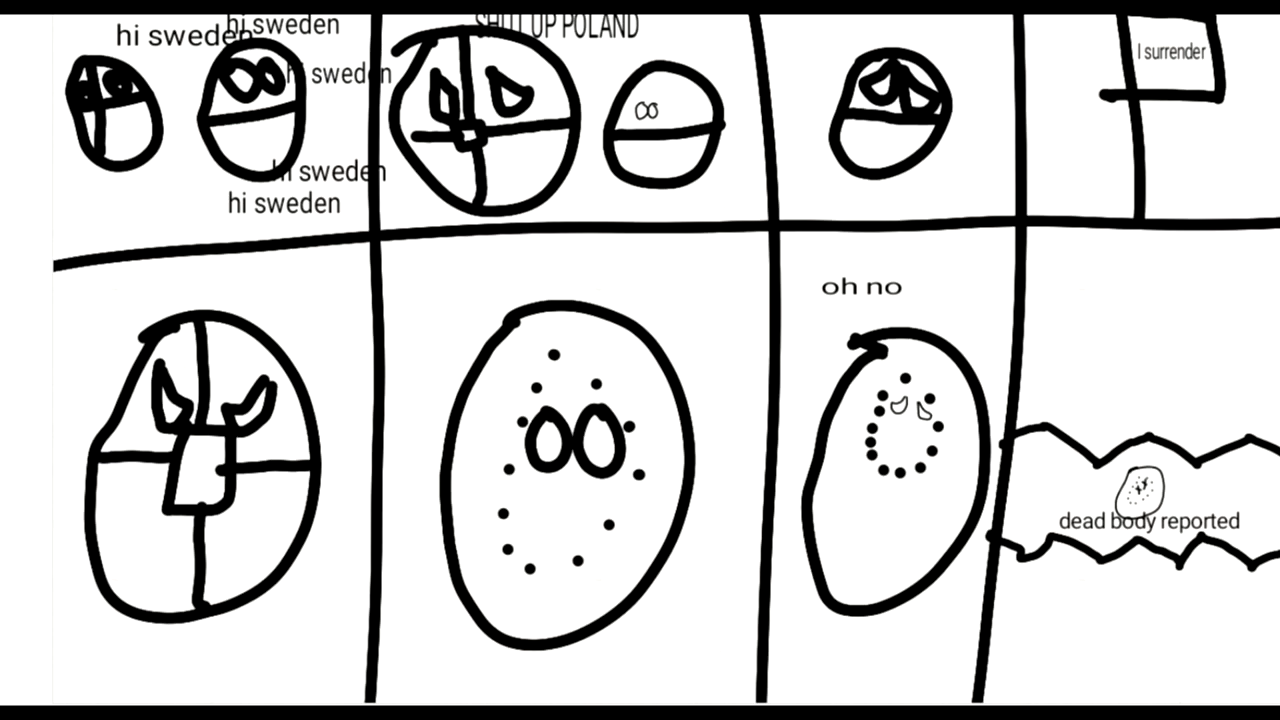 hi sweden
hi sweden
hi sweden
hi sweden
hi sweden
SHUT UP POLAND
I surrender
oh no
dead body reported